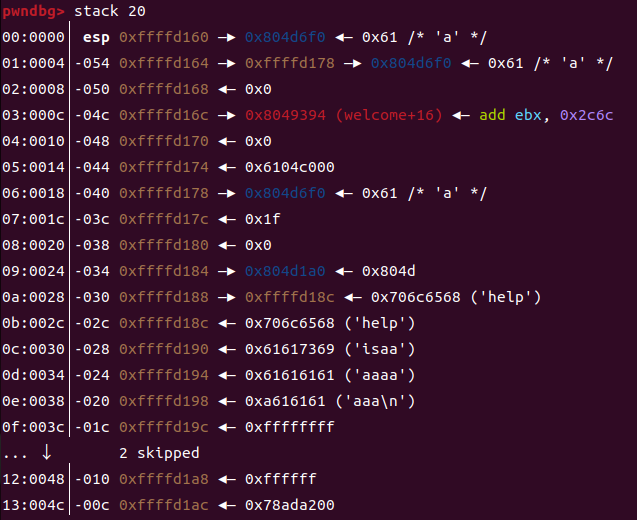 pwndbg> stack 20
00:0000│ esp 0xffffd160 —▸ 0x804d6f0 ◂— 0x61 /* 'a' */
01:0004│-054 0xffffd164 —▸ 0xffffd178 —▸ 0x804d6f0 ◂— 0x61 /* 'a' */
02:0008│-050 0xffffd168 ◂— 0x0
03:000c│-04c 0xffffd16c —▸ 0x8049394 (welcome+16) ◂— add ebx, 0x2c6c
04:0010│-048 0xffffd170 ◂— 0x0
05:0014│-044 0xffffd174 ◂— 0x6104c000
06:0018│-040 0xffffd178 —▸ 0x804d6f0 ◂— 0x61 /* 'a' */
07:001c│-03c 0xffffd17c ◂— 0x1f
08:0020│-038 0xffffd180 ◂— 0x0
09:0024│-034 0xffffd184 —▸ 0x804d1a0 ◂— 0x804d
0a:0028│-030 0xffffd188 —▸ 0xffffd18c ◂— 0x706c6568 ('help')
0b:002c│-02c 0xffffd18c ◂— 0x706c6568 ('help')
0c:0030│-028 0xffffd190 ◂— 0x61617369 ('isaa')
0d:0034│-024 0xffffd194 ◂— 0x61616161 ('aaaa')
0e:0038│-020 0xffffd198 ◂— 0xa616161 ('aaa\n')
0f:003c│-01c 0xffffd19c ◂— 0xffffffff
... ↓ 2 skipped
12:0048│-010 0xffffd1a8 ◂— 0xffffff
13:004c│-00c 0xffffd1ac ◂— 0x78ada200